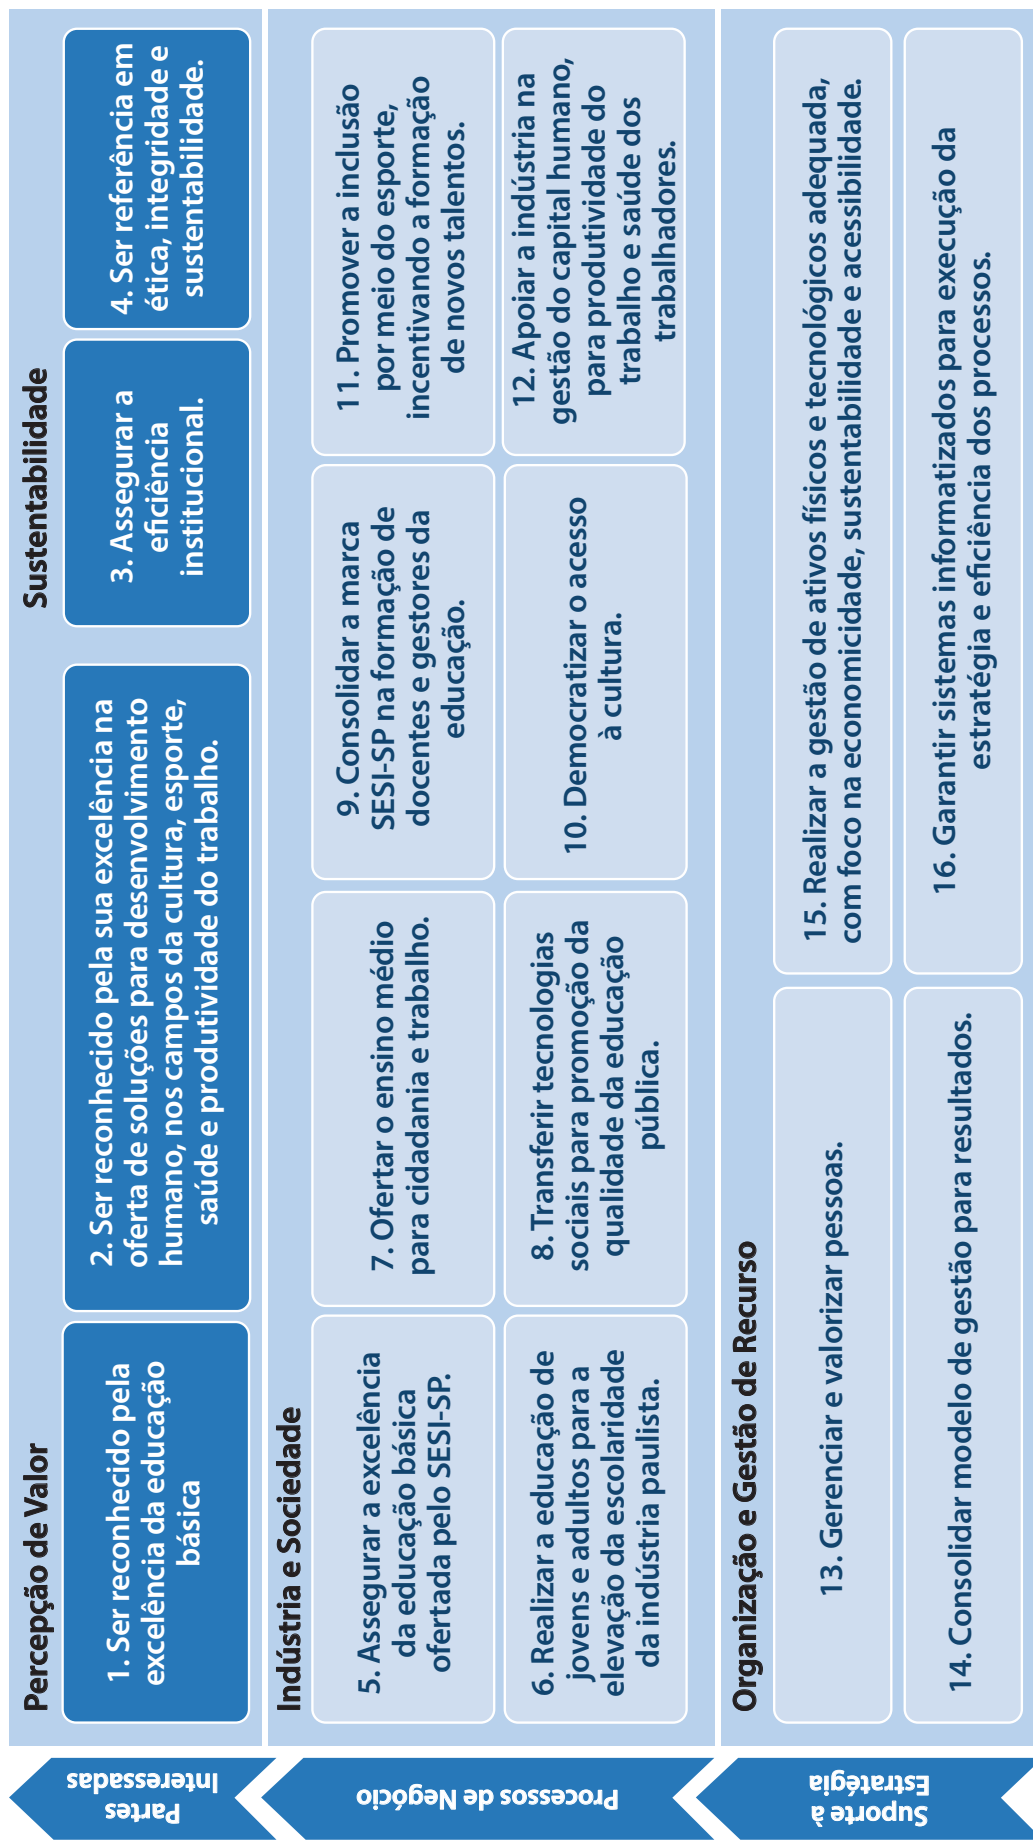 Partes
Interessadas
Percepção de Valor
1. Ser reconhecido pela
excelência da educação
básica
2. Ser reconhecido pela sua excelência na
oferta de soluções para desenvolvimento
humano, nos campos da cultura, esporte,
saúde e produtividade do trabalho.
Sustentabilidade
3. Assegurar a
eficiência
institucional.
4. Ser referência em
ética, integridade e
sustentabilidade.
Processos de Negócio
Indústria e Sociedade
5. Assegurar a excelência
da educação básica
ofertada pelo SESI-SP.
6. Realizar a educação de
jovens e adultos para a
elevação da escolaridade
da indústria paulista.
7. Ofertar o ensino médio
para cidadania e trabalho.
8. Transferir tecnologias
sociais para promoção da
qualidade da educação
pública.
9. Consolidar a marca
SESI-SP na formação de
docentes e gestores da
educação.
10. Democratizar o acesso
à cultura.
11. Promover a inclusão
por meio do esporte,
incentivando a formação
de novos talentos.
12. Apoiar a indústria na
gestão do capital humano,
para produtividade do
trabalho e saúde dos
trabalhadores.
Suporte à
Estratégia
Organização e Gestão de Recurso
13. Gerenciar e valorizar pessoas.
14. Consolidar modelo de gestão para resultados.
15. Realizar a gestão de ativos físicos e tecnológicos adequada,
com foco na economicidade, sustentabilidade e acessibilidade.
16. Garantir sistemas informatizados para execução da
estratégia e eficiência dos processos.